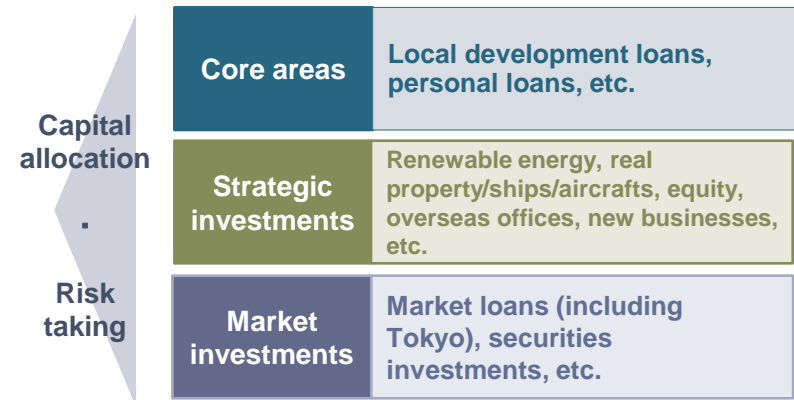 Capital
allocation
.
Risk
taking
Core areas
Local development loans,
personal loans, etc.
Strategic
investments
Renewable energy, real
property/ships/aircrafts, equity,
overseas offices, new businesses,
etc.
Market
investments
Market loans (including
Tokyo), securities
investments, etc.